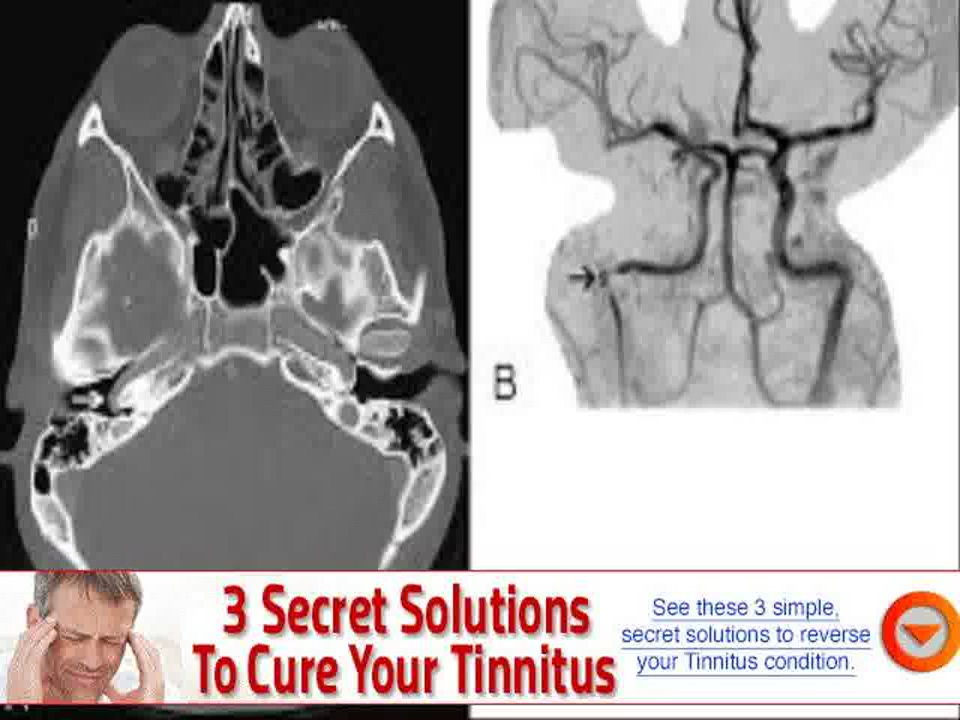 B
3 Secret Solutions
To Cure Your Tinnitus
See these 3 simple,
secret solutions to reverse
your Tinnitus condition.